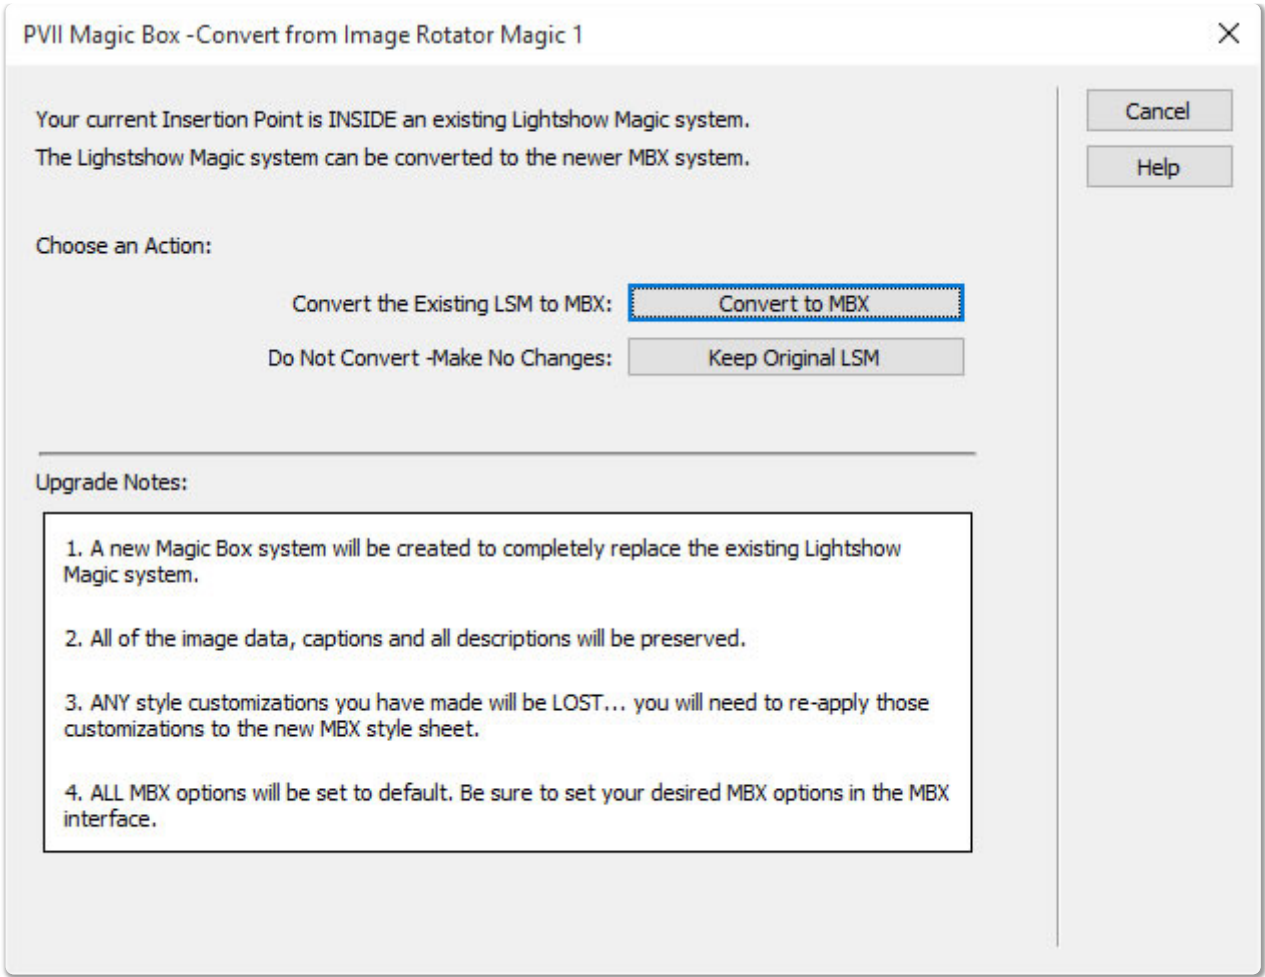 PVII Magic Box -Convert from Image Rotator Magic 1
Your current Insertion Point is INSIDE an existing Lightshow Magic system.
The Lighstshow Magic system can be converted to the newer MBX system.
Cancel
Help
Choose an Action:
Convert the Existing LSM to MBX: Convert to MBX
Do Not Convert -Make No Changes: Keep Original LSM
Upgrade Notes:
1. A new Magic Box system will be created to completely replace the existing Lightshow
Magic system.
2. All of the image data, captions and all descriptions will be preserved.
3. ANY style customizations you have made will be LOST... you will need to re-apply those
customizations to the new MBX style sheet.
4. ALL MBX options will be set to default. Be sure to set your desired MBX options in the MBX
interface.